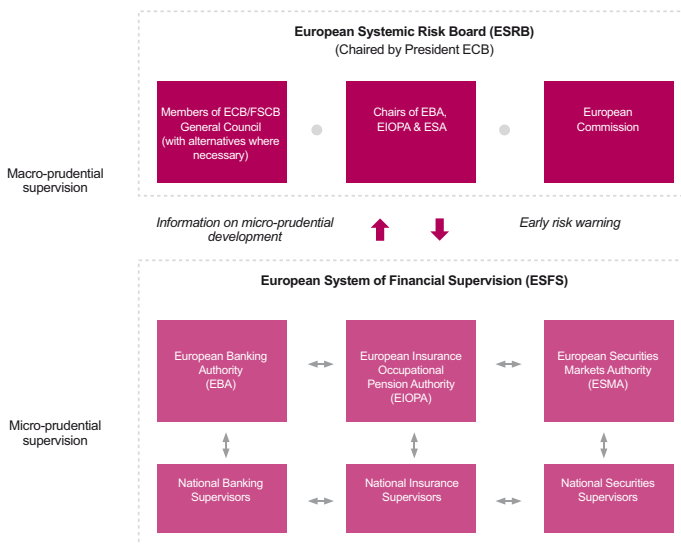 European Systemic Risk Board (ESRB)
(Chaired by President ECB)
Members of ECB/FSCB
General Council
(with alternatives where
necessary)
Chairs of EBA,
EIOPA & ESA
European
Commission
Macro-prudential
supervision
Information on micro-prudential
development
Early risk warning
European System of Financial Supervision (ESFS)
European Banking
Authority
(EBA)
European Insurance
Occupational
Pension Authority
(EIOPA)
European Securities
Markets Authority
(ESMA)
Micro-prudential
supervision
National Banking
Supervisors
National Insurance
Supervisors
National Securities
Supervisors